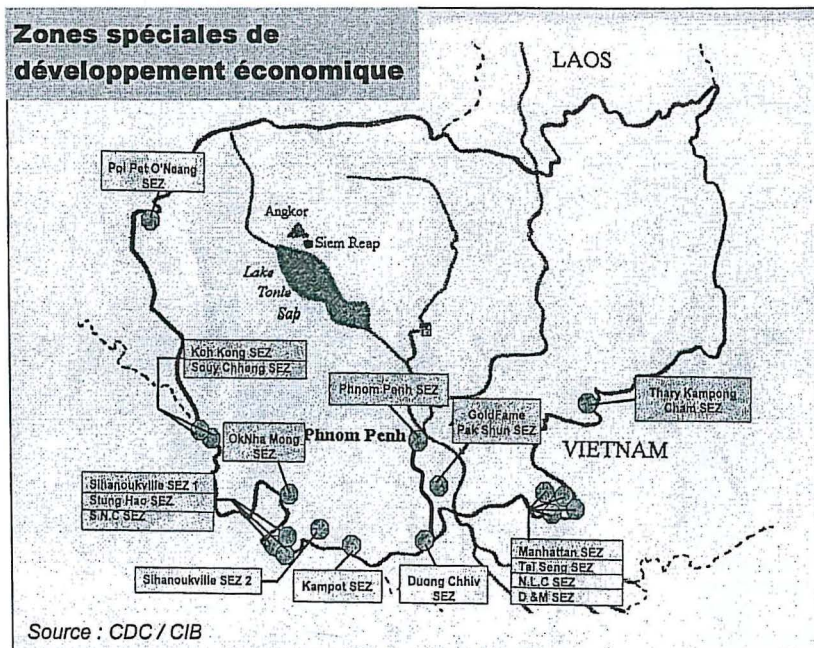 Zones spéciales de
développement économique
LAOS
Poi Pet O'Neang
SEZ
Angkor
Siem Reap
Lake
Tonle
Sap
Koh Kong SEZ
Souy Chheng SEZ
Phnom Penh SEZ
GoldFame
Pak Shun SEZ
Thary Kampong
Cham SEZ
OkNha Mong
SEZ
Phnom Penh
VIETNAM
Sihanoukville SEZ 1
Stung Hao SEZ
S.N.C SEZ
Manhattan SEZ
Tai Seng SEZ
N.L.C SEZ
D.&M SEZ
Sihanoukville SEZ 2
Kampot SEZ
Duong Chhiv
SEZ
Source : CDC / CIB